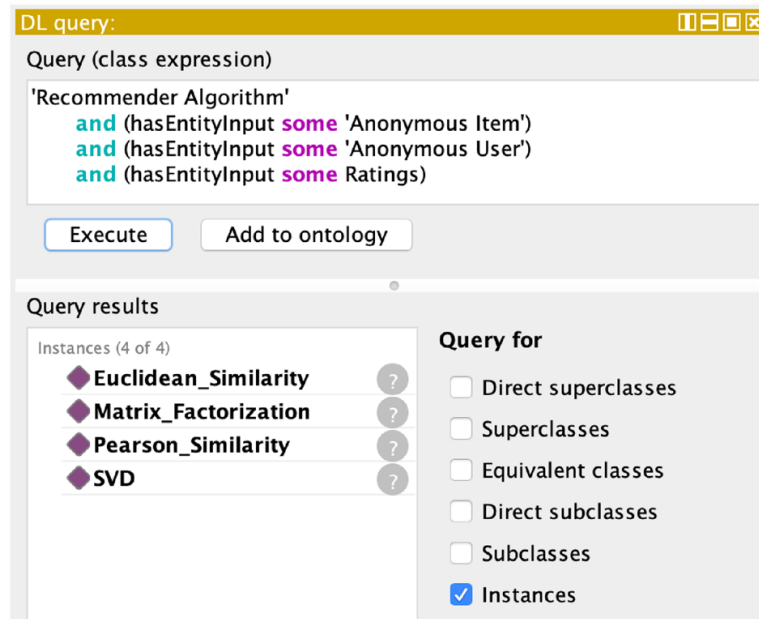 DL query:
Query (class expression)
'Recommender Algorithm'
and (hasEntityInput some 'Anonymous Item')
and (hasEntityInput some 'Anonymous User')
and (hasEntityInput some Ratings)
Execute
Add to ontology
Query results
Instances (4 of 4)
Euclidean_Similarity ?
Matrix_Factorization ?
Pearson_Similarity ?
SVD ?
Query for
Direct superclasses
Superclasses
Equivalent classes
Direct subclasses
Subclasses
Instances